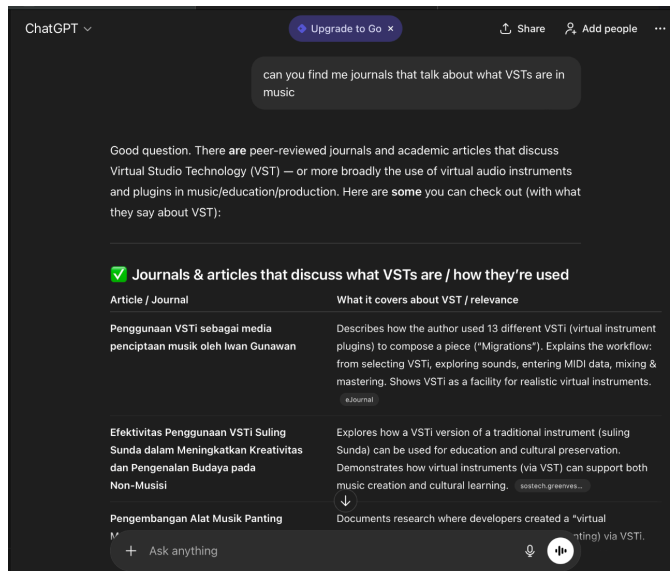 ChatGPT
Upgrade to Go ×
Share
Add people
can you find me journals that talk about what VSTs are in
music
Good question. There are peer-reviewed journals and academic articles that discuss
Virtual Studio Technology (VST) — or more broadly the use of virtual audio instruments
and plugins in music/education/production. Here are some you can check out (with what
they say about VST):
✅ Journals & articles that discuss what VSTs are / how they're used
Article / Journal
What it covers about VST / relevance
Penggunaan VSTi sebagai media
penciptaan musik oleh Iwan Gunawan
Describes how the author used 13 different VSTi (virtual instrument
plugins) to compose a piece ("Migrations"). Explains the workflow:
from selecting VSTi, exploring sounds, entering MIDI data, mixing &
mastering. Shows VSTi as a facility for realistic virtual instruments.
eJournal
Efektivitas Penggunaan VSTi Suling
Sunda dalam Meningkatkan Kreativitas
dan Pengenalan Budaya pada
Non-Musisi
Explores how a VSTi version of a traditional instrument (suling
Sunda) can be used for education and cultural preservation.
Demonstrates how virtual instruments (via VST) can support both
music creation and cultural learning. sostech.greenves...
Pengembangan Alat Musik Panting
Documents research where developers created a "virtual
via VSTi.
Ask anything